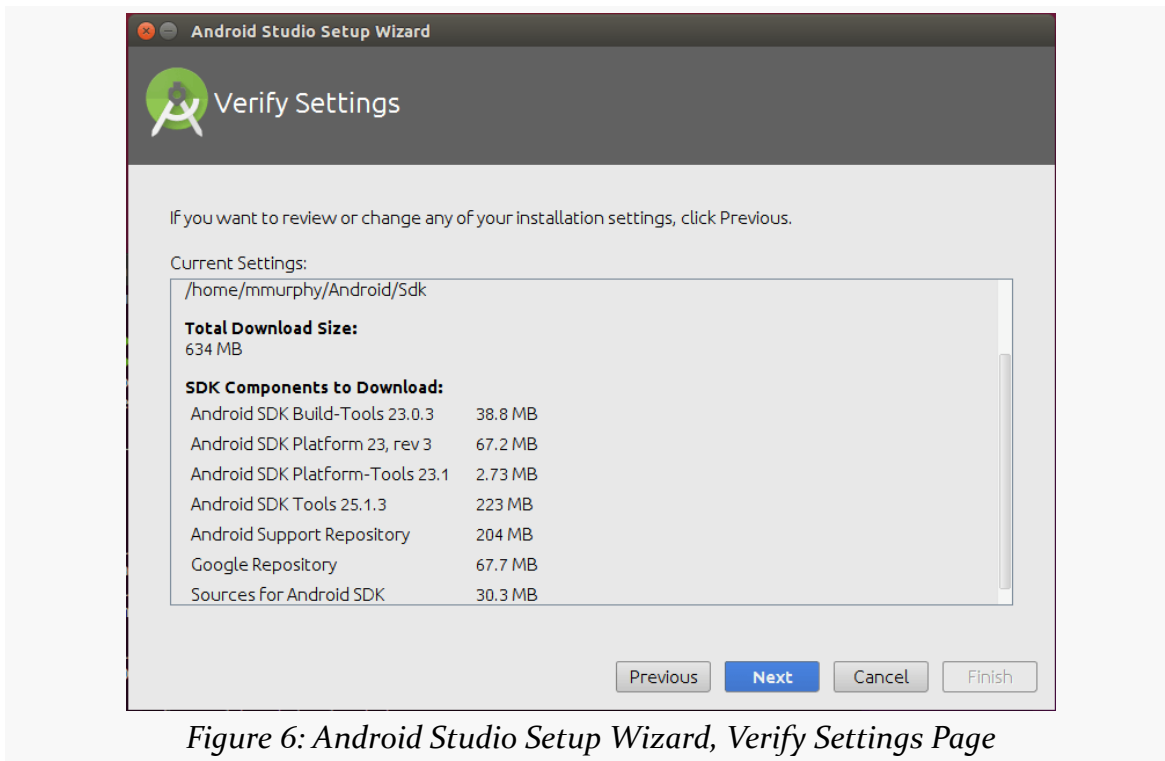 Android Studio Setup Wizard
Verify Settings
If you want to review or change any of your installation settings, click Previous.
Current Settings:
/home/mmurphy/Android/Sdk
Total Download Size:
634 MB
SDK Components to Download:
Android SDK Build-Tools 23.0.3 38.8 MB
Android SDK Platform 23, rev 3 67.2 MB
Android SDK Platform-Tools 23.1 2.73 MB
Android SDK Tools 25.1.3 223 MB
Android Support Repository 204 MB
Google Repository 67.7 MB
Sources for Android SDK 30.3 MB
Previous Next Cancel Finish
Figure 6: Android Studio Setup Wizard, Verify Settings Page